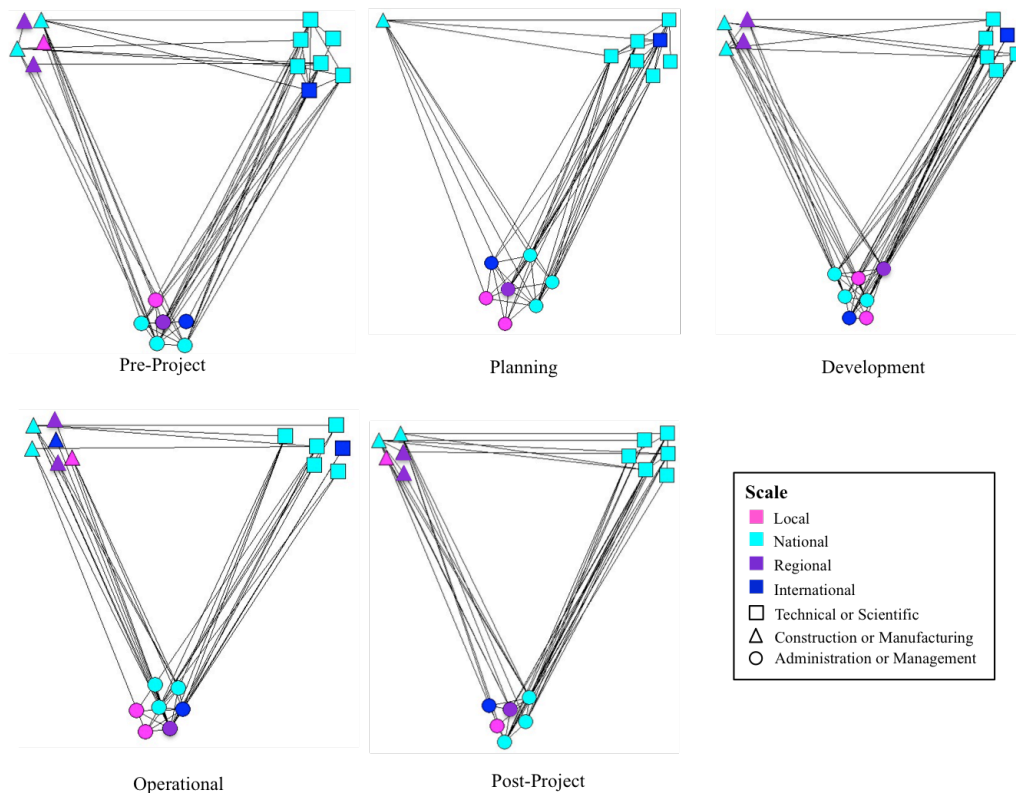 Pre-Project
Planning
Development
Operational
Post-Project
Scale
Local
National
Regional
International
Technical or Scientific
Construction or Manufacturing
Administration or Management